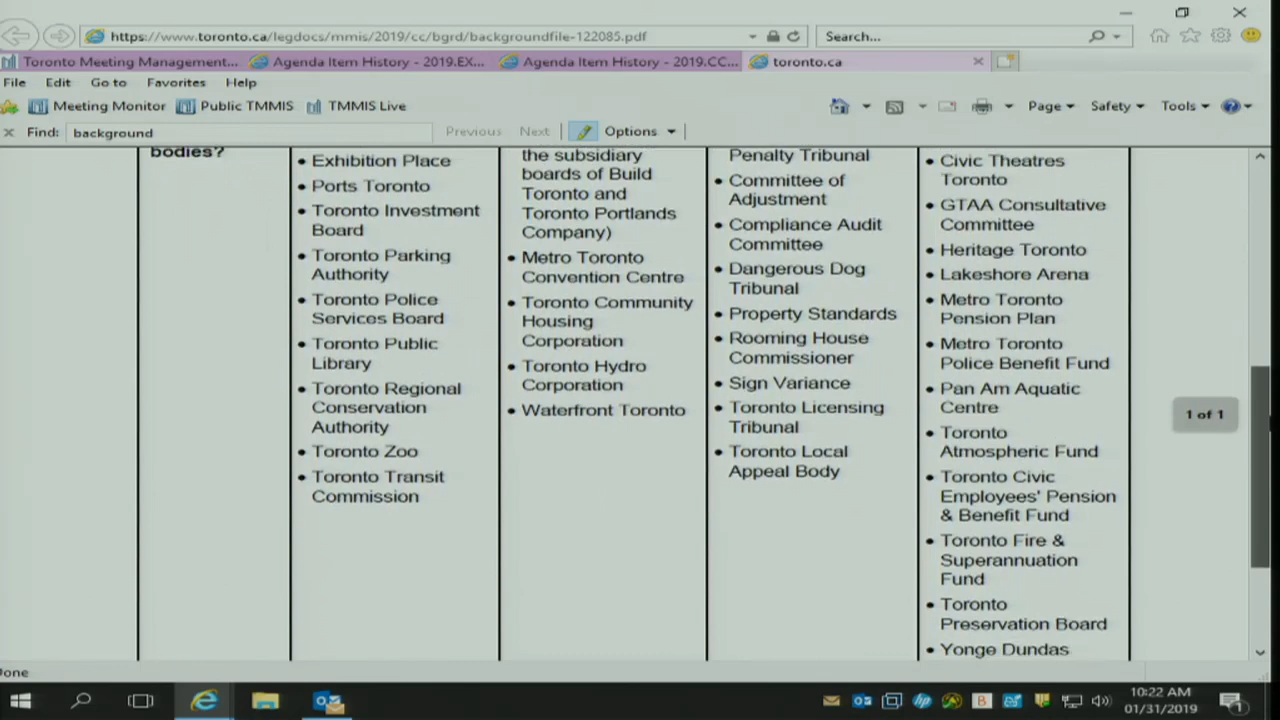 https://www.toronto.ca/legdocs/mmis/2019/cc/bgrd/backgroundfile-122085.pdf
Search...
Toronto Meeting Management...
Agenda Item History - 2019.EX...
Agenda Item History - 2019.CC...
toronto.ca
File Edit Go to Favorites Help
Meeting Monitor Public TMMIS TMMIS Live
Page Safety Tools
Find: background Previous Next Options
bodies?
• Exhibition Place
• Ports Toronto
• Toronto Investment
Board
• Toronto Parking
Authority
• Toronto Police
Services Board
• Toronto Public
Library
• Toronto Regional
Conservation
Authority
• Toronto Zoo
• Toronto Transit
Commission
the subsidiary
boards of Build
Toronto and
Toronto Portlands
Company)
• Metro Toronto
Convention Centre
• Toronto Community
Housing
Corporation
• Toronto Hydro
Corporation
• Waterfront Toronto
Penalty Tribunal
• Committee of
Adjustment
• Compliance Audit
Committee
• Dangerous Dog
Tribunal
• Property Standards
• Rooming House
Commissioner
• Sign Variance
• Toronto Licensing
Tribunal
• Toronto Local
Appeal Body
• Civic Theatres
Toronto
• GTAA Consultative
Committee
• Heritage Toronto
• Lakeshore Arena
• Metro Toronto
Pension Plan
• Metro Toronto
Police Benefit Fund
• Pan Am Aquatic
Centre
• Toronto
Atmospheric Fund
• Toronto Civic
Employees' Pension
& Benefit Fund
• Toronto Fire &
Superannuation
Fund
• Toronto
Preservation Board
• Yonge Dundas
1 of 1
10:22 AM
01/31/2019